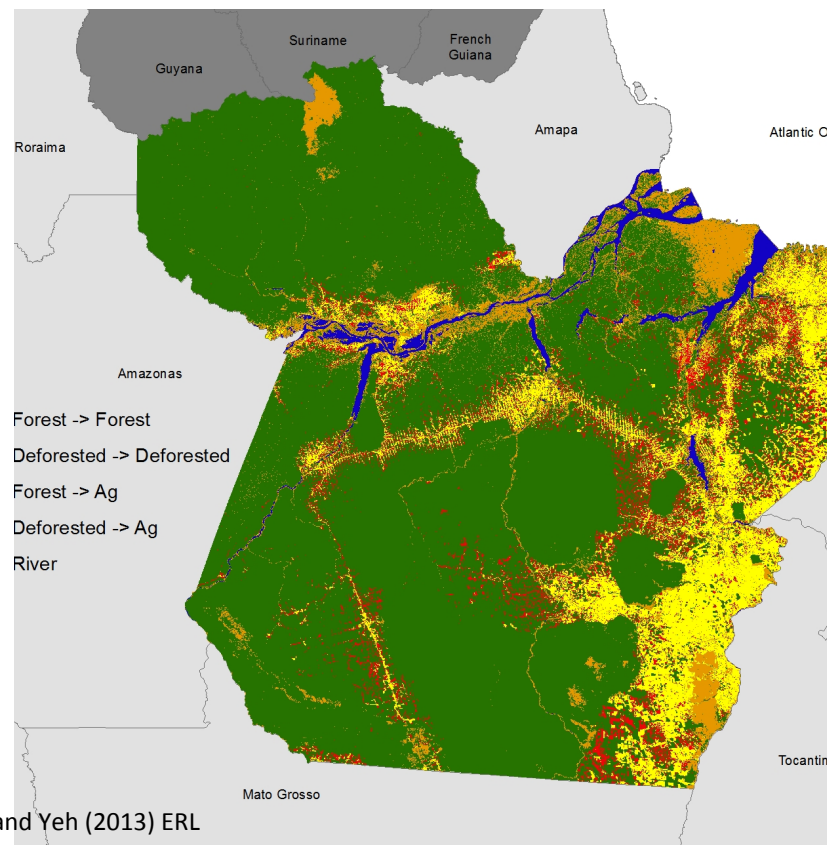 Suriname
French
Guiana
Guyana
Amapa
Roraima
Atlantic O
Amazonas
Forest -> Forest
Deforested -> Deforested
Forest -> Ag
Deforested -> Ag
River
Tocantin
Mato Grosso
and Yeh (2013) ERL